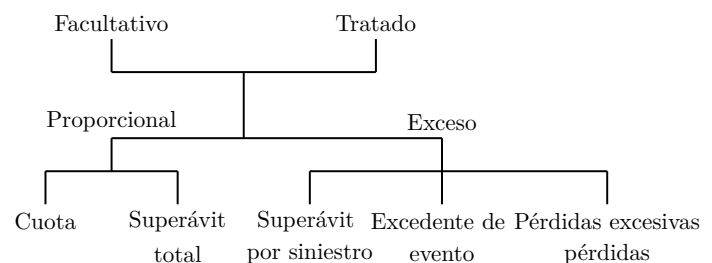 Facultativo
Tratado
Proporcional
Exceso
Cuota
Superávit
total
Superávit
por siniestro
Excedente de
evento
Pérdidas excesivas
pérdidas